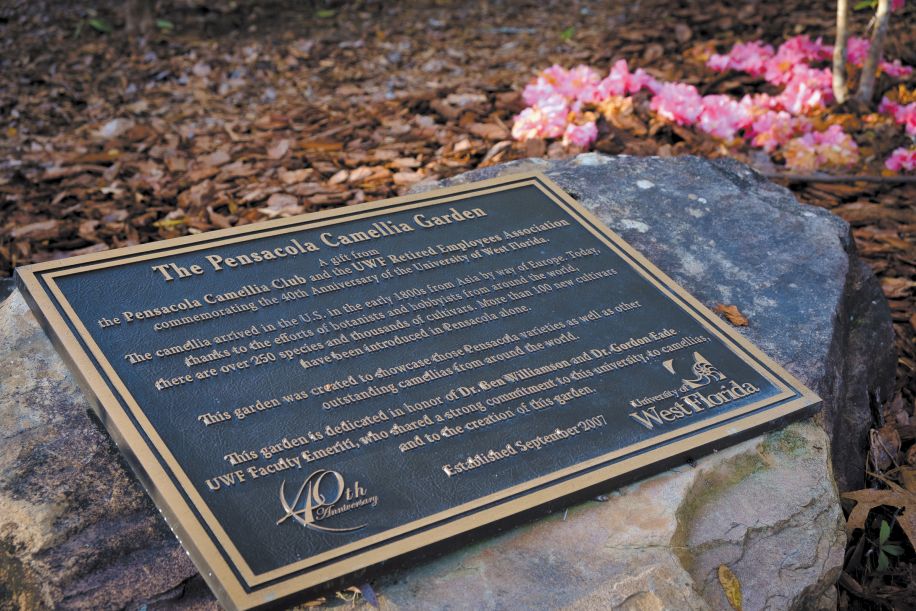 The Pensacola Camellia Garden
A gift from
the Pensacola Camellia Club and the UWF Retired Employees Association
commemorating the 40th Anniversary of the University of West Florida.
The camellia arrived in the U.S. in the early 1800s from Asia by way of Europe. Today,
thanks to the efforts of botanists and hobbyists from around the world,
there are over 250 species and thousands of cultivars. More than 100 new cultivars
have been introduced in Pensacola alone.
This garden was created to showcase those Pensacola varieties as well as other
outstanding camellias from around the world.
This garden is dedicated in honor of Dr. Ben Williamson and Dr. Gordon Eade
UWF Faculty Emeriti, who shared a strong commitment to this university, to camellias,
and to the creation of this garden.
Established September 2007
40th
Anniversary
University of
West Florida